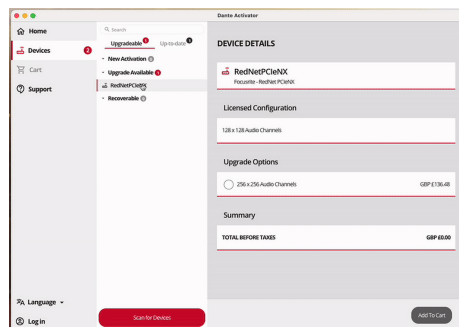 Dante Activator
Home
Devices
2
Cart
Support
Search
Upgradeable
Up-to-date
New Activation
Upgrade Available
RedNetPCIeNX
Recoverable
DEVICE DETAILS
RedNetPCIeNX
Focusrite - RedNet PCIeNX
Licensed Configuration
128 x 128 Audio Channels
Upgrade Options
256 x 256 Audio Channels GBP £136.48
Summary
TOTAL BEFORE TAXES GBP £0.00
Language
Log in
Scan for Devices
Add To Cart